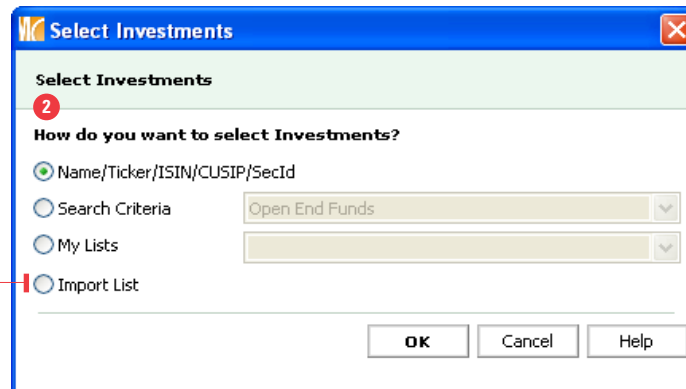 Select Investments
Select Investments
2
How do you want to select Investments?
Name/Ticker/ISIN/CUSIP/SecId
Search Criteria Open End Funds
My Lists
Import List
OK Cancel Help